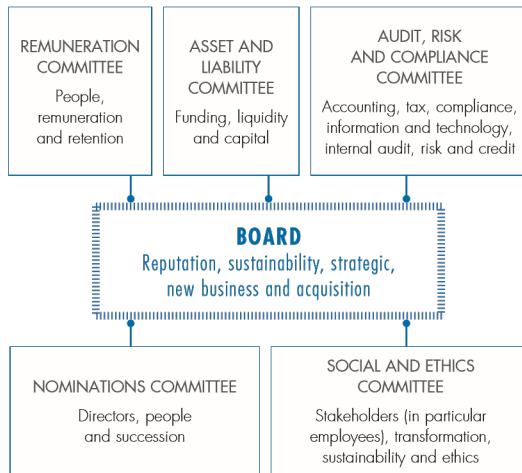 REMUNERATION
COMMITTEE
People,
remuneration
and retention
ASSET AND
LIABILITY
COMMITTEE
Funding, liquidity
and capital
AUDIT, RISK
AND COMPLIANCE
COMMITTEE
Accounting, tax, compliance,
information and technology,
internal audit, risk and credit
BOARD
Reputation, sustainability, strategic,
new business and acquisition
NOMINATIONS COMMITTEE
Directors, people
and succession
SOCIAL AND ETHICS
COMMITTEE
Stakeholders (in particular
employees), transformation,
sustainability and ethics